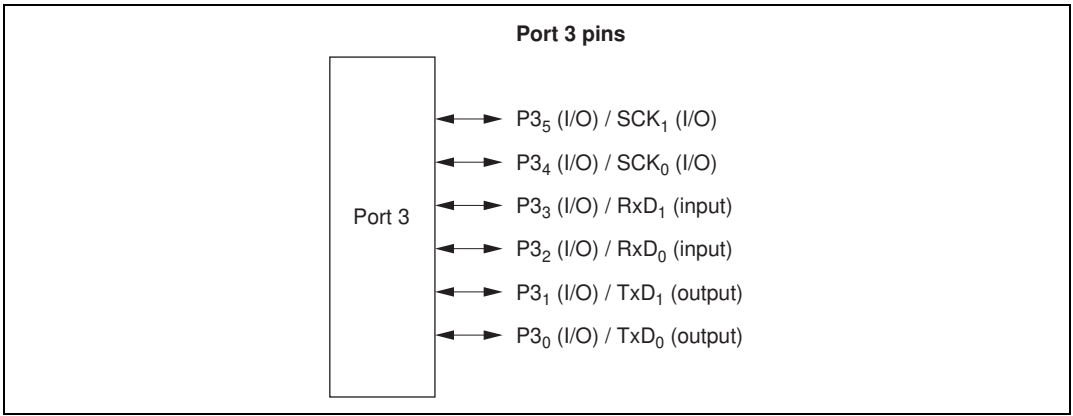 Port 3 pins
P3₅ (I/O) / SCK₁ (I/O)
P3₄ (I/O) / SCK₀ (I/O)
Port 3
P3₃ (I/O) / RxD₁ (input)
P3₂ (I/O) / RxD₀ (input)
P3₁ (I/O) / TxD₁ (output)
P3₀ (I/O) / TxD₀ (output)